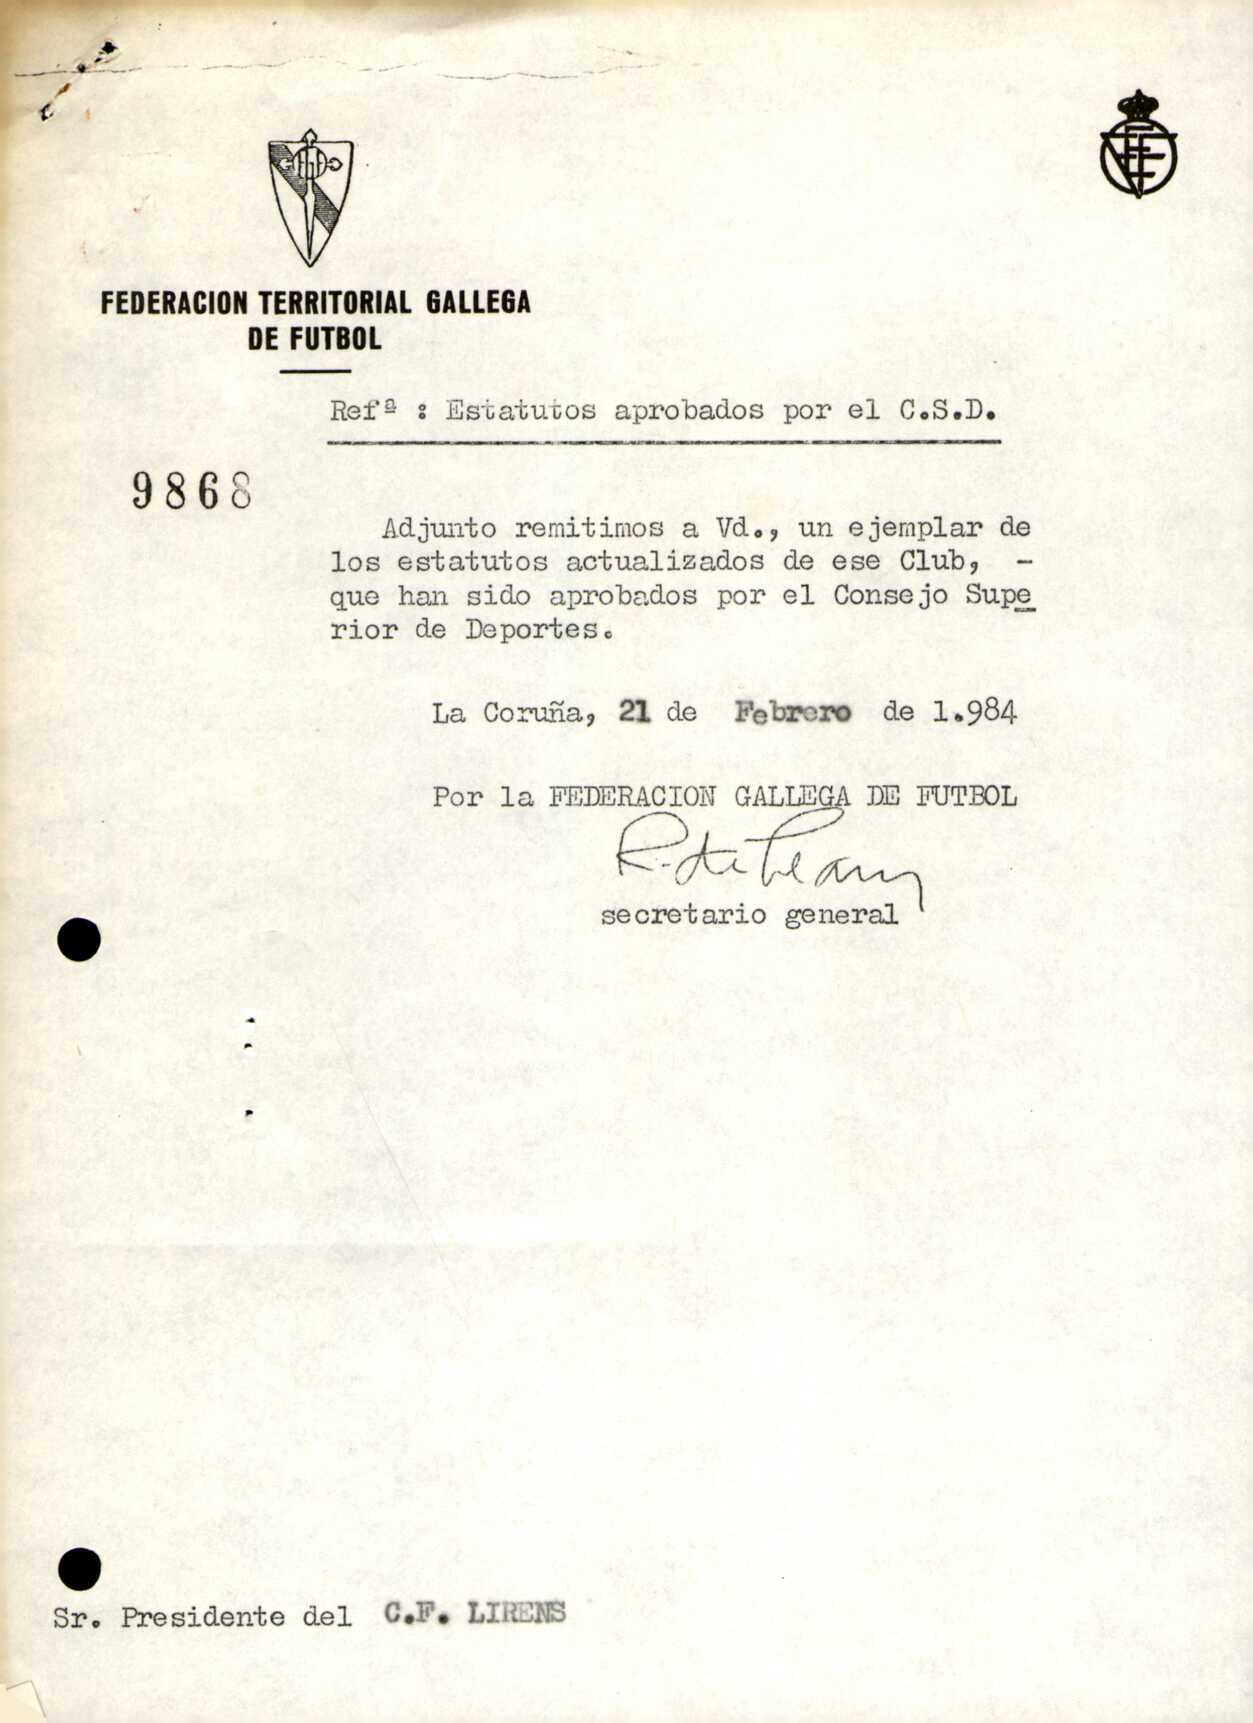 FEDERACION TERRITORIAL GALLEGA
DE FUTBOL
Refª : Estatutos aprobados por el C.S.D.
9868
Adjunto remitimos a Vd., un ejemplar de
los estatutos actualizados de ese Club, -
que han sido aprobados por el Consejo Supe
rior de Deportes.
La Coruña, 21 de Febrero de 1.984
Por la FEDERACION GALLEGA DE FUTBOL
secretario general
Sr. Presidente del C.F. LIRENS